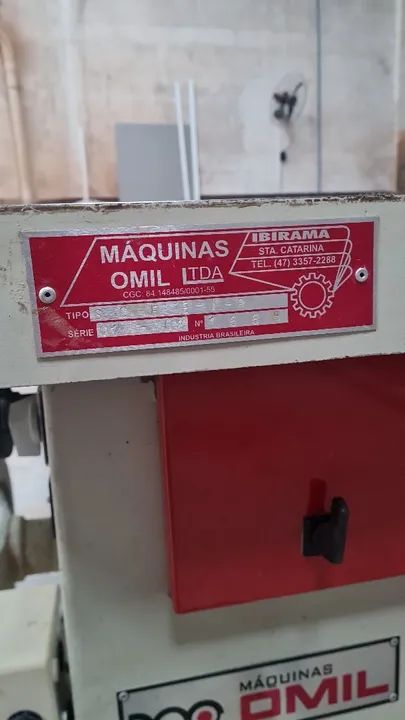 MÁQUINAS
OMIL LTDA
CGC: 84.148485/0001-55
IBIRAMA
STA. CATARINA
TEL. (47) 3357-2288
TIPO
SÉRIE Nº
INDUSTRIA BRASILEIRA
MÁQUINAS
OMIL